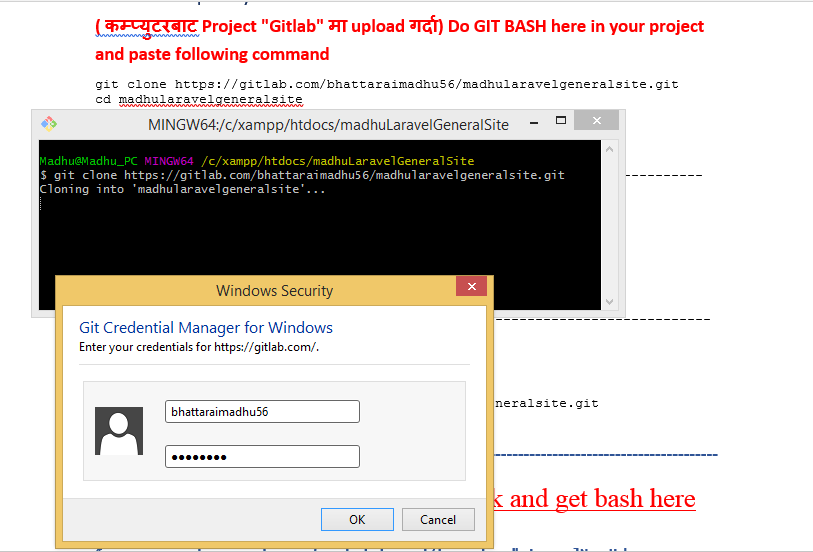 ( कम्प्युटरबाट Project "Gitlab" मा upload गर्दा) Do GIT BASH here in your project
and paste following command
git clone https://gitlab.com/bhattaraimadhu56/madhularavelgeneralsite.git
cd madhularavelgeneralsite
MINGW64:/c/xampp/htdocs/madhuLaravelGeneralSite
Madhu@Madhu_PC MINGW64 /c/xampp/htdocs/madhuLaravelGeneralSite
$ git clone https://gitlab.com/bhattaraimadhu56/madhularavelgeneralsite.git
Cloning into 'madhularavelgeneralsite'...
Windows Security
Git Credential Manager for Windows
Enter your credentials for https://gitlab.com/.
bhattaraimadhu56
●●●●●●●●
neralsite.git
OK
Cancel
k and get bash here